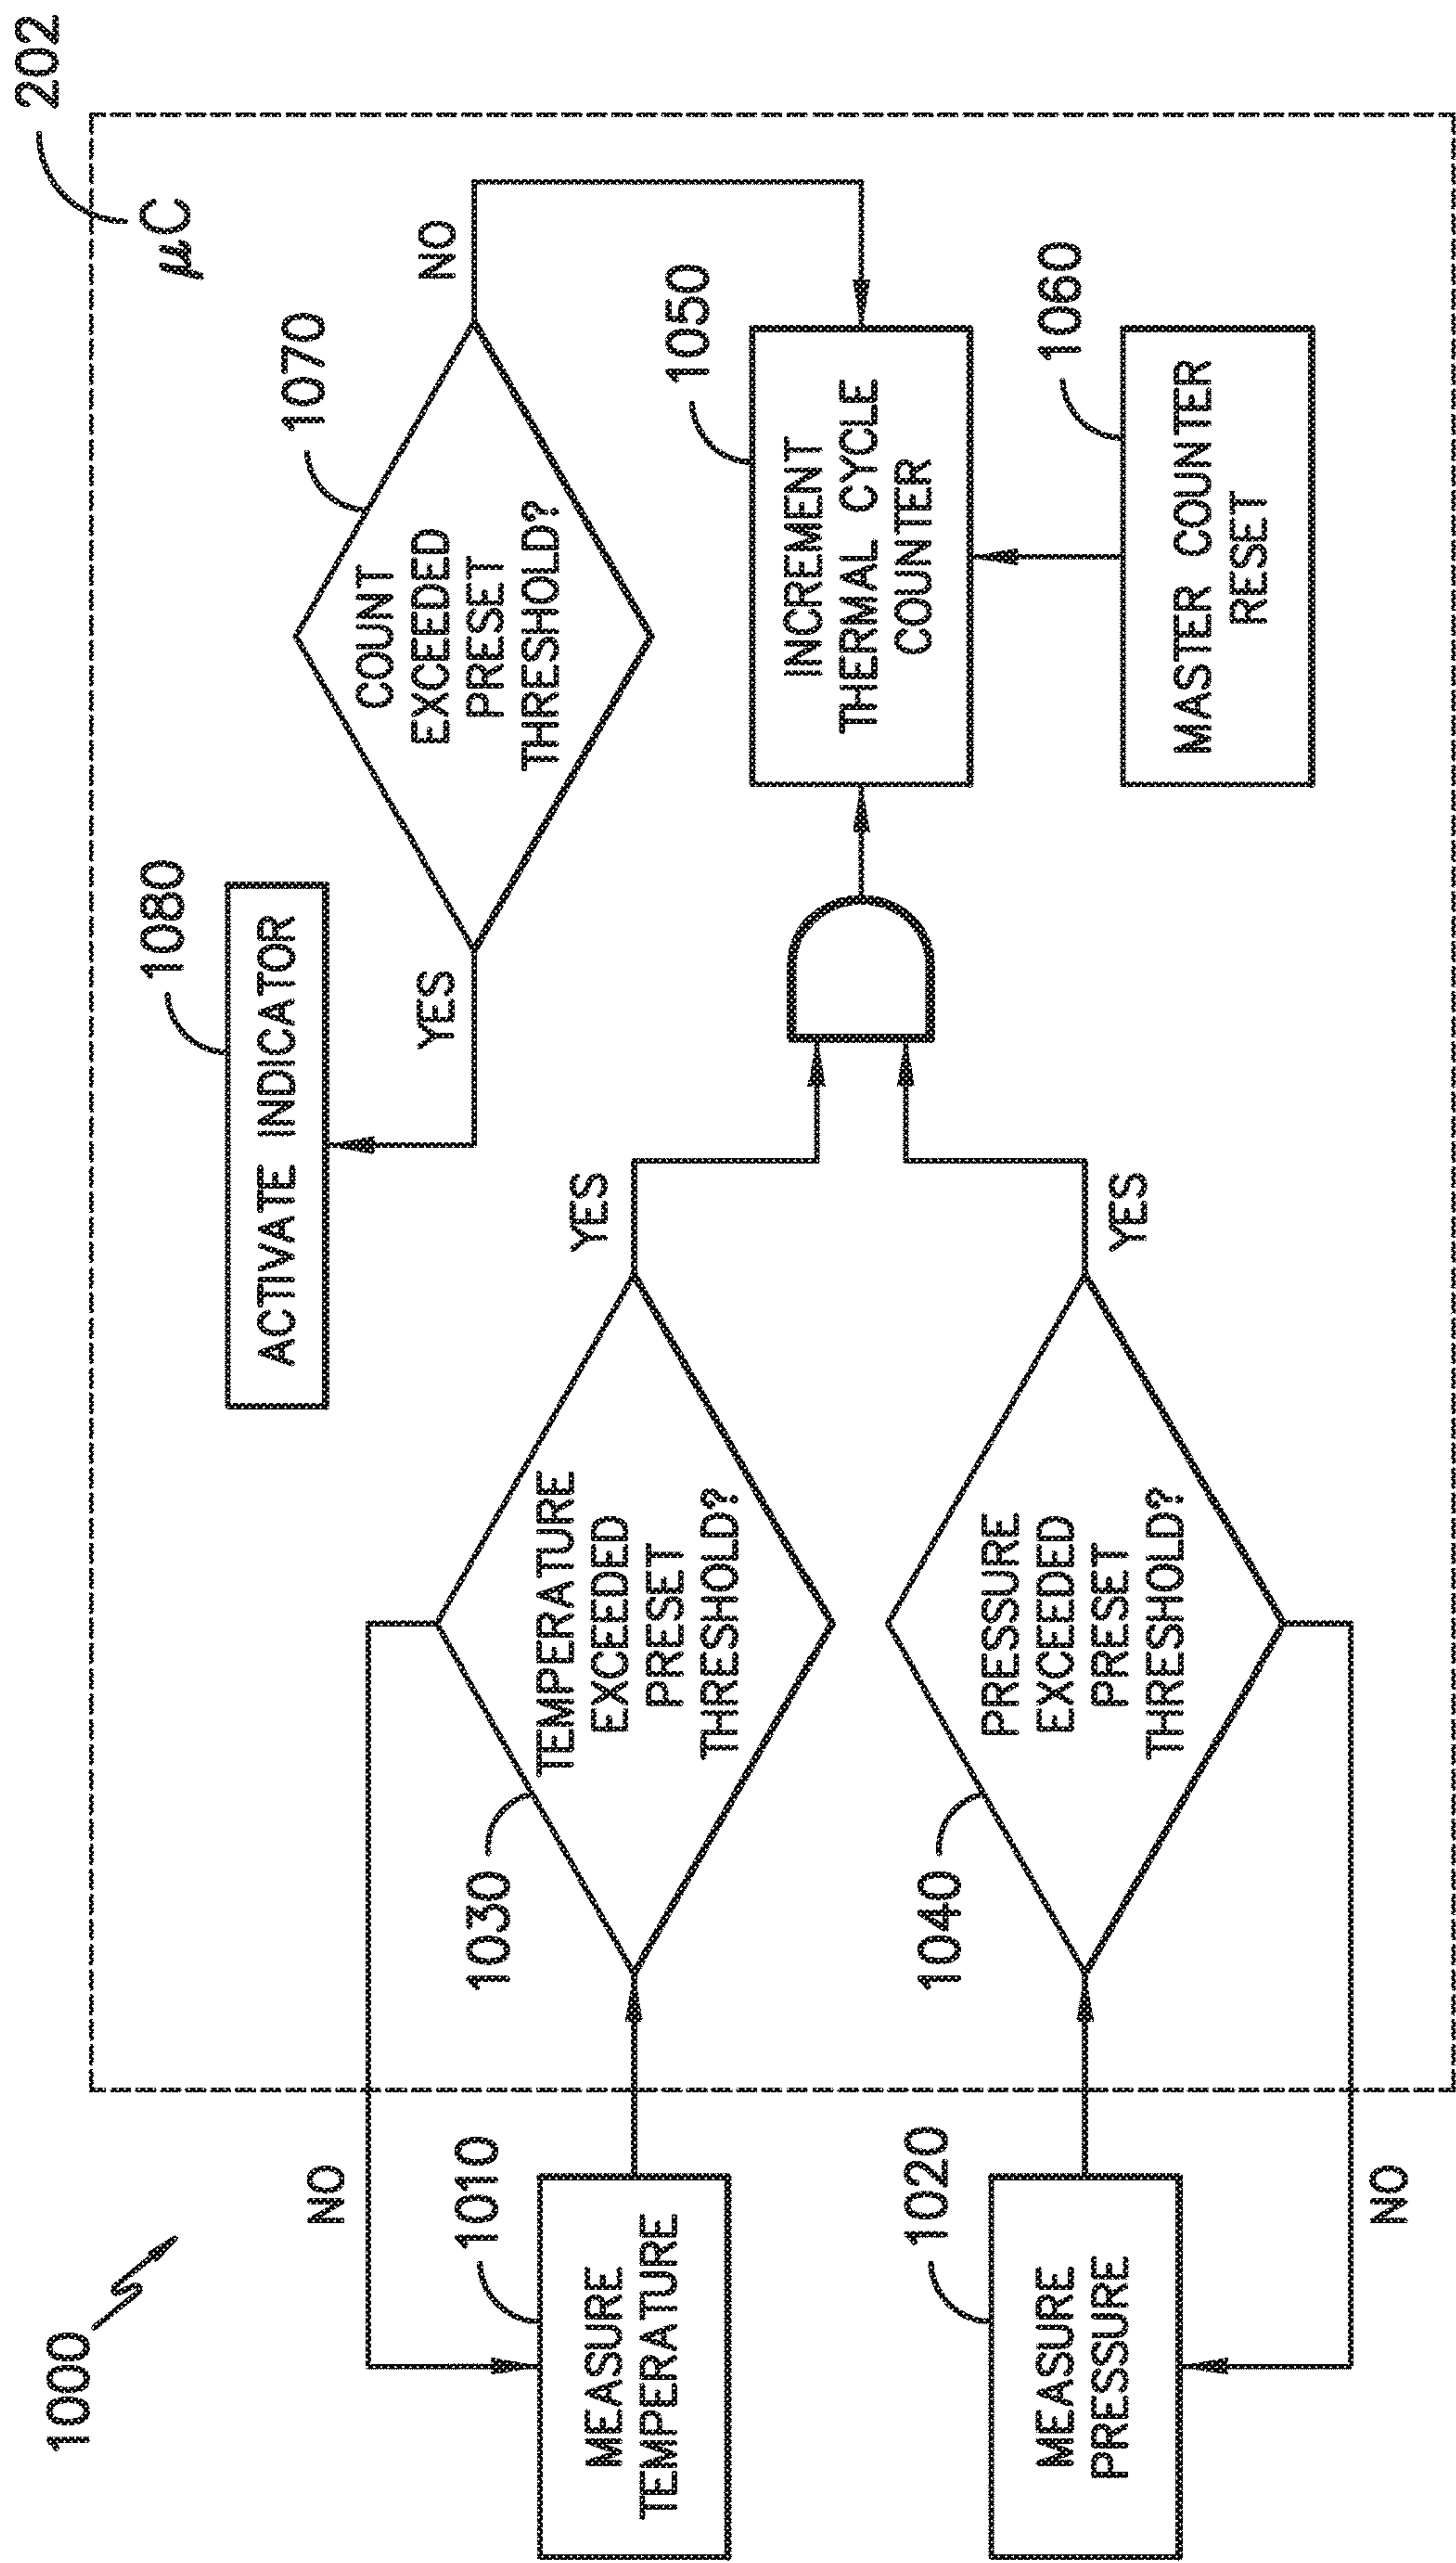 1000
202
μC
NO
1010
MEASURE
TEMPERATURE
1030
TEMPERATURE
EXCEEDED
PRESET
THRESHOLD?
YES
1080
ACTIVATE INDICATOR
YES
1070
COUNT
EXCEEDED
PRESET
THRESHOLD?
NO
1050
INCREMENT
THERMAL CYCLE
COUNTER
1060
MASTER COUNTER
RESET
1020
MEASURE
PRESSURE
1040
PRESSURE
EXCEEDED
PRESET
THRESHOLD?
YES
NO